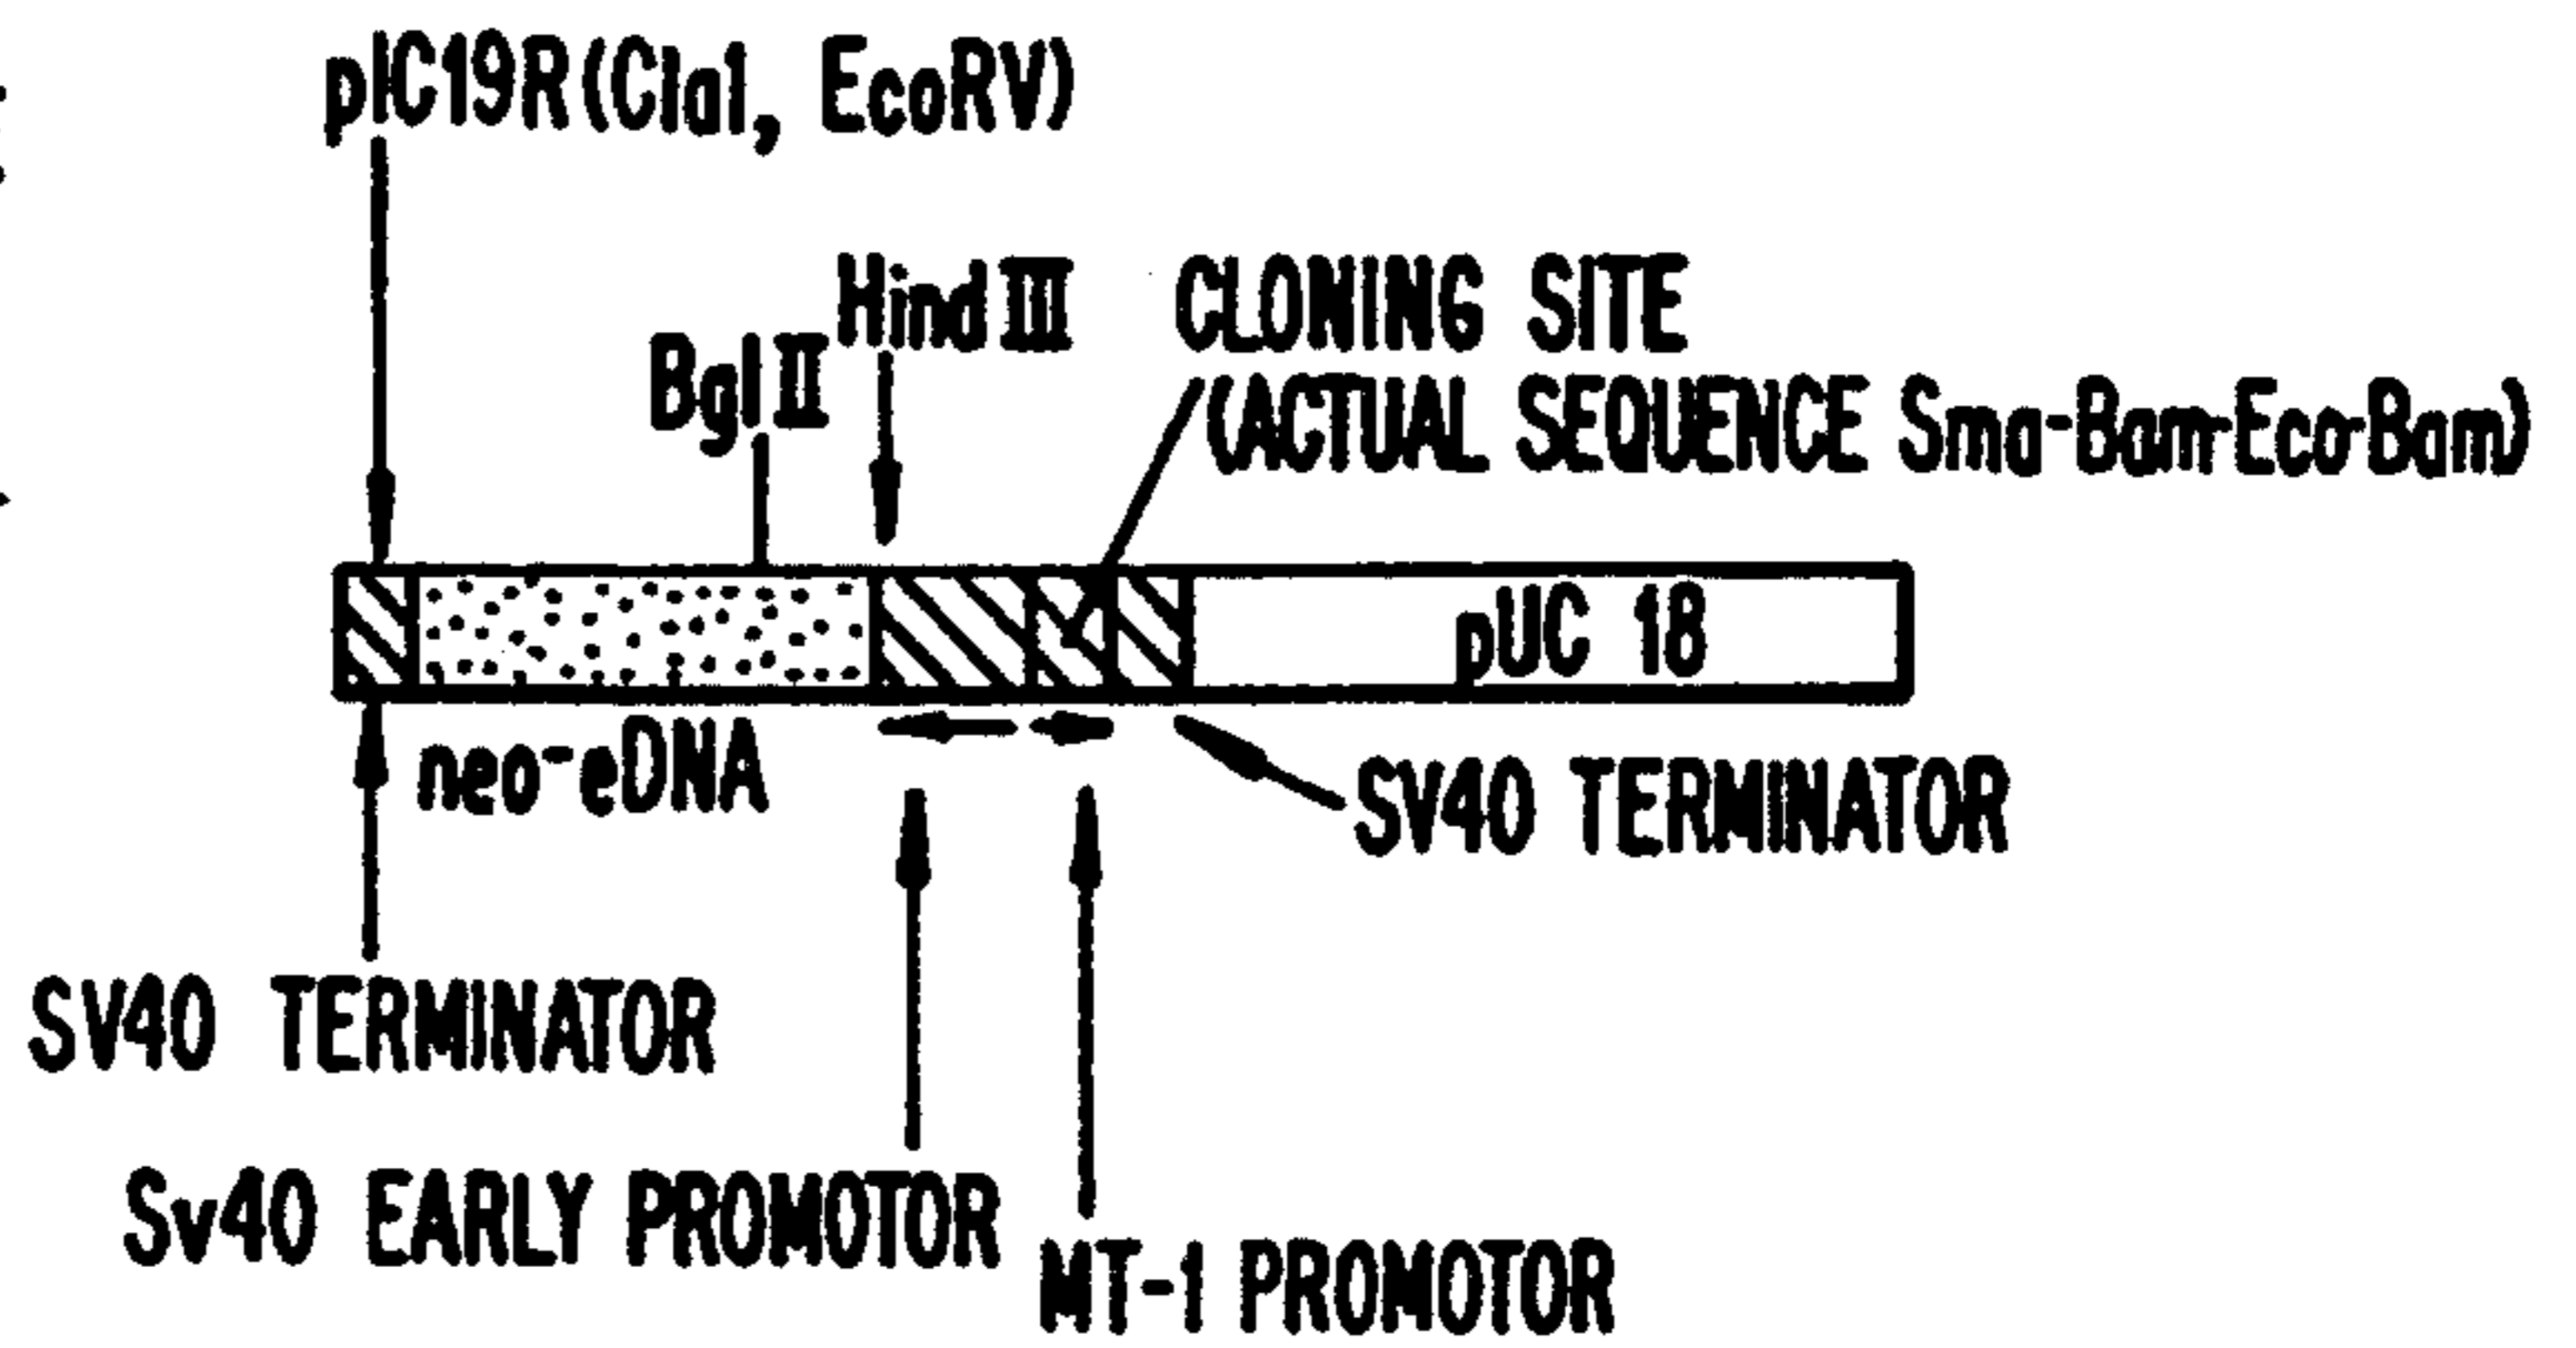 pIC19R(Cla1, EcoRV)
Hind III
CLONING SITE
Bgl II
(ACTUAL SEQUENCE Sma-Bam-Eco-Bam)
pUC 18
neo-eDNA
SV40 TERMINATOR
SV40 TERMINATOR
Sv40 EARLY PROMOTOR
MT-1 PROMOTOR